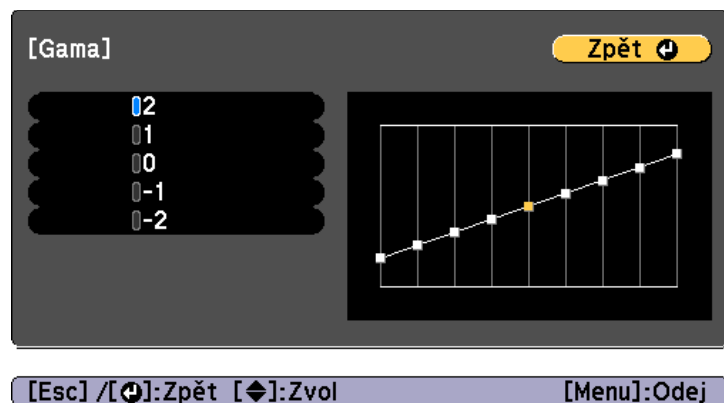 [Gama]
Zpět
2
1
0
-1
-2
[Esc] /[ ]:Zpět [ ]:Zvol
[Menu]:Odej